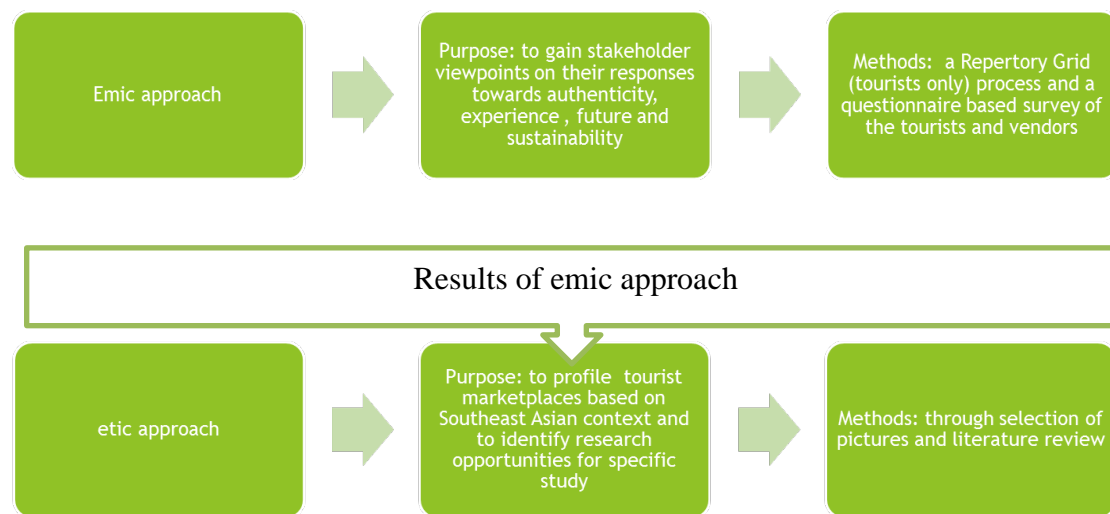 Emic approach
Purpose: to gain stakeholder
viewpoints on their responses
towards authenticity,
experience , future and
sustainability
Methods: a Repertory Grid
(tourists only) process and a
questionnaire based survey of
the tourists and vendors
Results of emic approach
etic approach
Purpose: to profile tourist
marketplaces based on
Southeast Asian context and
to identify research
opportunities for specific
study
Methods: through selection of
pictures and literature review